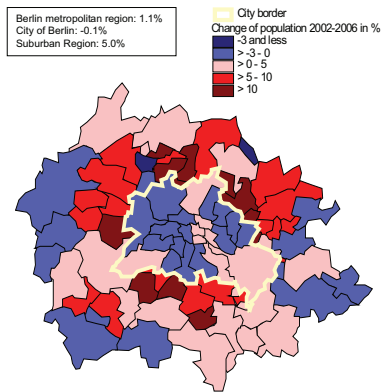 Berlin metropolitan region: 1.1%
City of Berlin: -0.1%
Suburban Region: 5.0%
City border
Change of population 2002-2006 in %
-3 and less
> -3 - 0
> 0 - 5
> 5 - 10
> 10